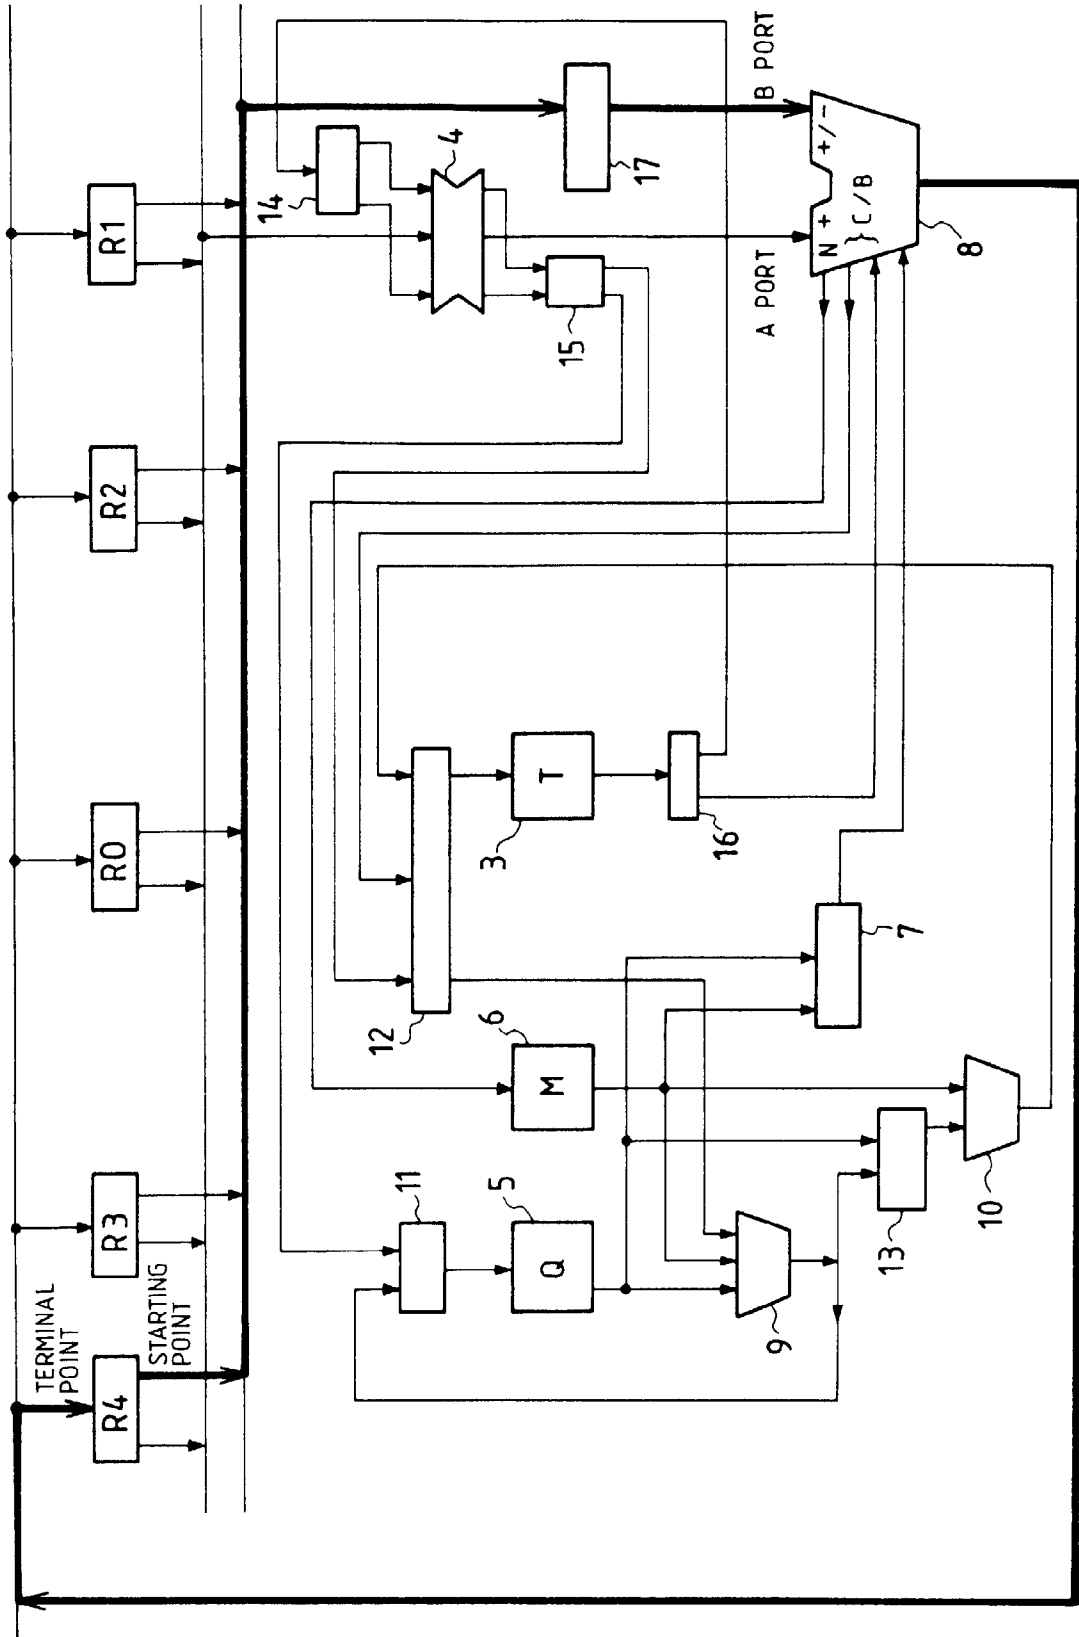 TERMINAL
POINT
STARTING
POINT
R4
R3
R0
R2
R1
14
4
12
11
6
5
M
Q
3
T
15
17
16
7
9
13
10
A PORT
B PORT
N + +/-
} C/B
8